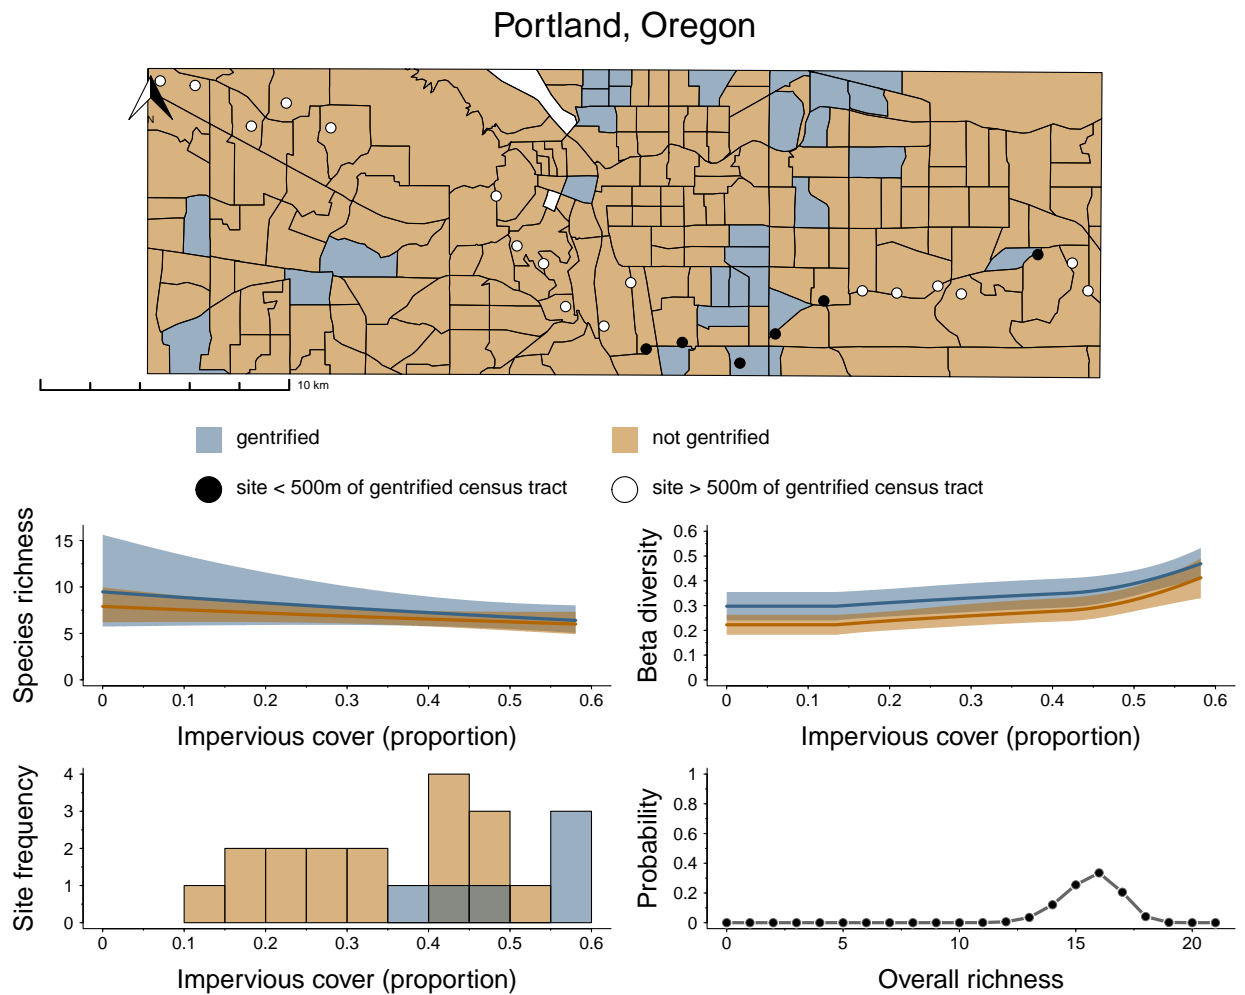 Portland, Oregon
N
10 km
gentrified
not gentrified
site < 500m of gentrified census tract
site > 500m of gentrified census tract
Species richness
15
10
5
0
0 0.1 0.2 0.3 0.4 0.5 0.6
Impervious cover (proportion)
Beta diversity
0.6
0.5
0.4
0.3
0.2
0.1
0
0 0.1 0.2 0.3 0.4 0.5 0.6
Impervious cover (proportion)
Site frequency
4
3
2
1
0
0 0.1 0.2 0.3 0.4 0.5 0.6
Impervious cover (proportion)
Probability
1
0.8
0.6
0.4
0.2
0
0 5 10 15 20
Overall richness